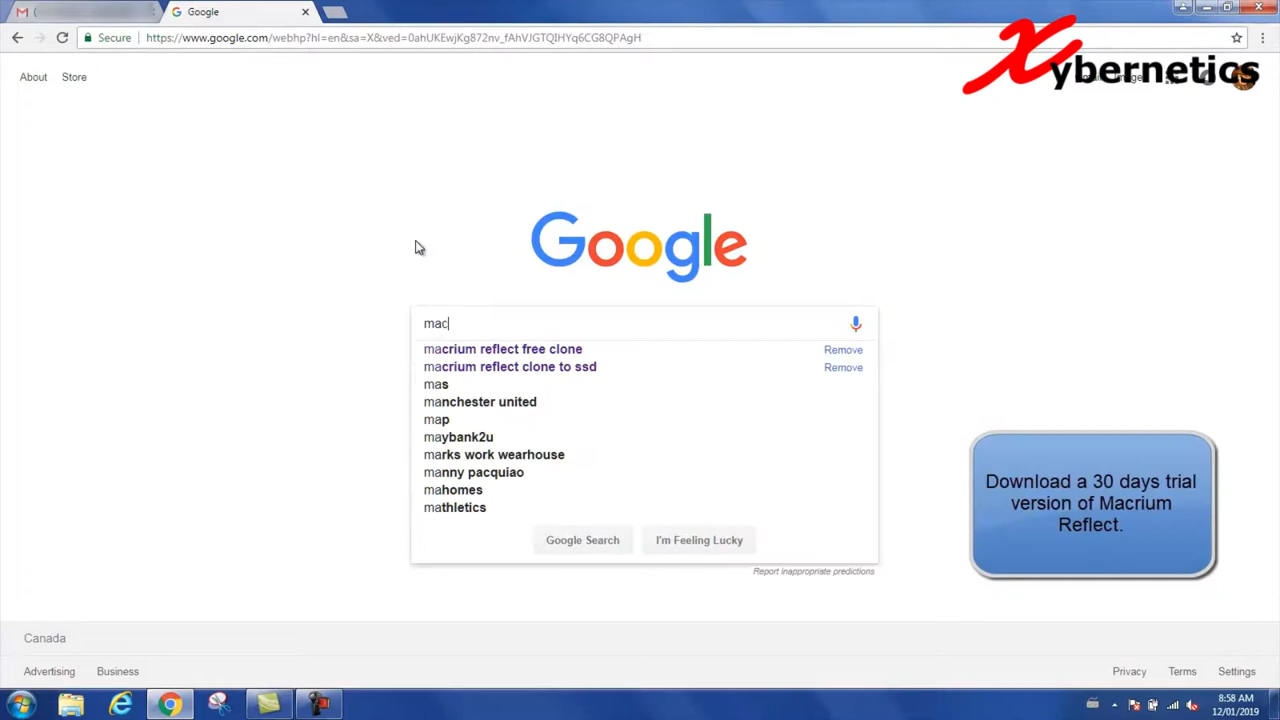 Google
Secure
https://www.google.com/webhp?hl=en&sa=X&ved=0ahUKEwjKg872nv_fAhVJGTQIHYq6CG8QPAgH
Xybernetics
About
Store
Google
mac
macrium reflect free clone
Remove
macrium reflect clone to ssd
Remove
mas
manchester united
map
maybank2u
marks work wearhouse
manny pacquiao
mahomes
mathletics
Google Search
I'm Feeling Lucky
Report inappropriate predictions
Download a 30 days trial
version of Macrium
Reflect.
Canada
Advertising
Business
Privacy
Terms
Settings
8:58 AM
12/01/2019